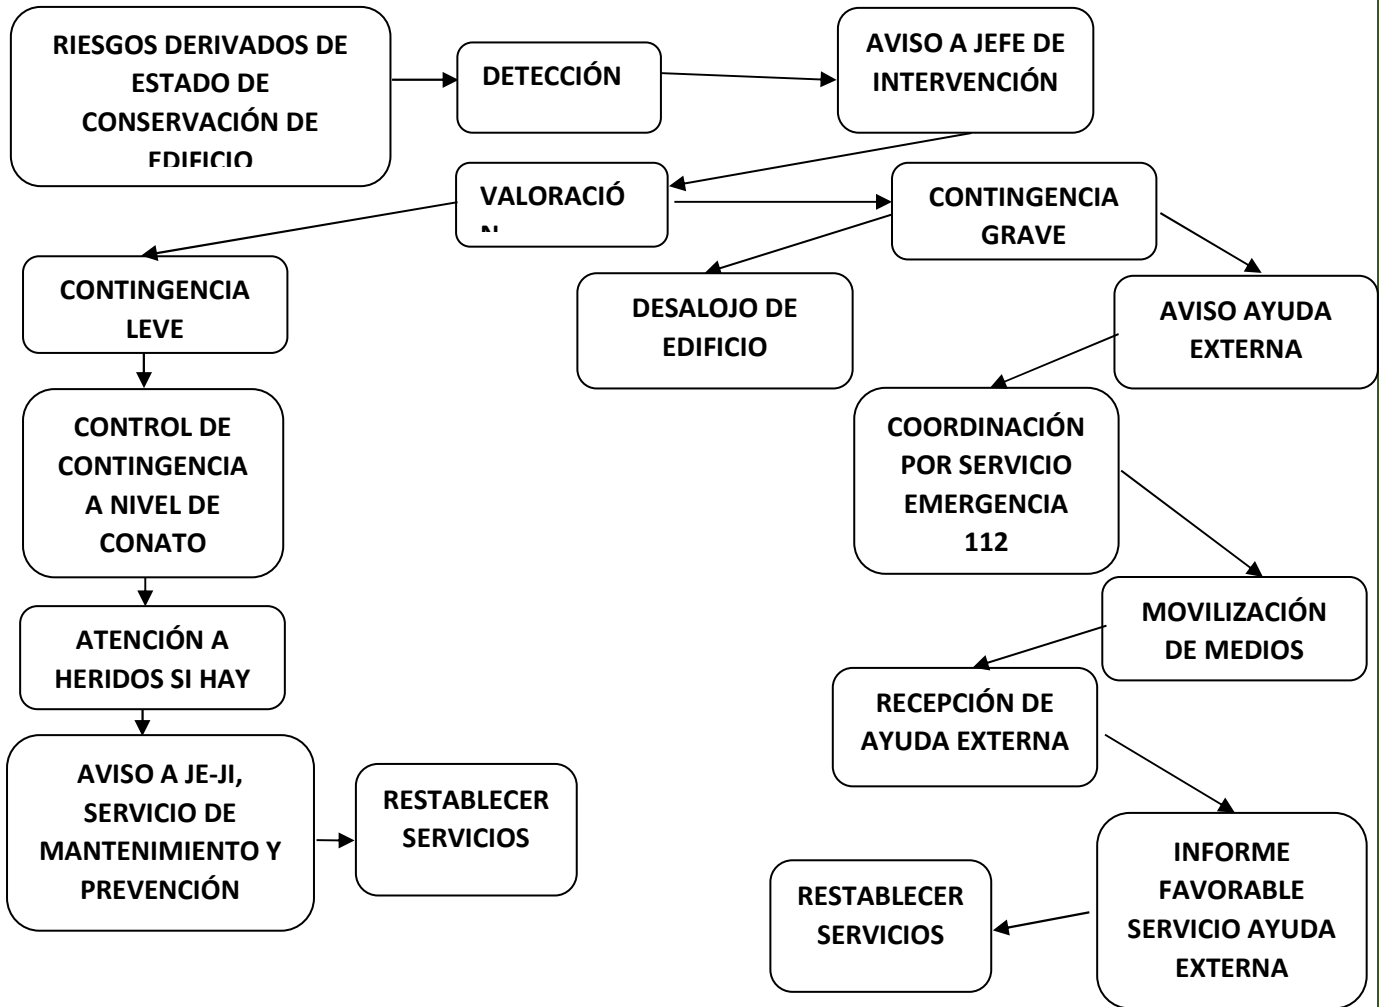 RIESGOS DERIVADOS DE
ESTADO DE
CONSERVACIÓN DE
EDIFICIO
DETECCIÓN
AVISO A JEFE DE
INTERVENCIÓN
VALORACIÓ
N
CONTINGENCIA
GRAVE
CONTINGENCIA
LEVE
DESALOJO DE
EDIFICIO
AVISO AYUDA
EXTERNA
CONTROL DE
CONTINGENCIA
A NIVEL DE
CONATO
COORDINACIÓN
POR SERVICIO
EMERGENCIA
112
ATENCIÓN A
HERIDOS SI HAY
MOVILIZACIÓN
DE MEDIOS
RECEPCIÓN DE
AYUDA EXTERNA
AVISO A JE-JI,
SERVICIO DE
MANTENIMIENTO Y
PREVENCIÓN
RESTABLECER
SERVICIOS
INFORME
FAVORABLE
SERVICIO AYUDA
EXTERNA
RESTABLECER
SERVICIOS